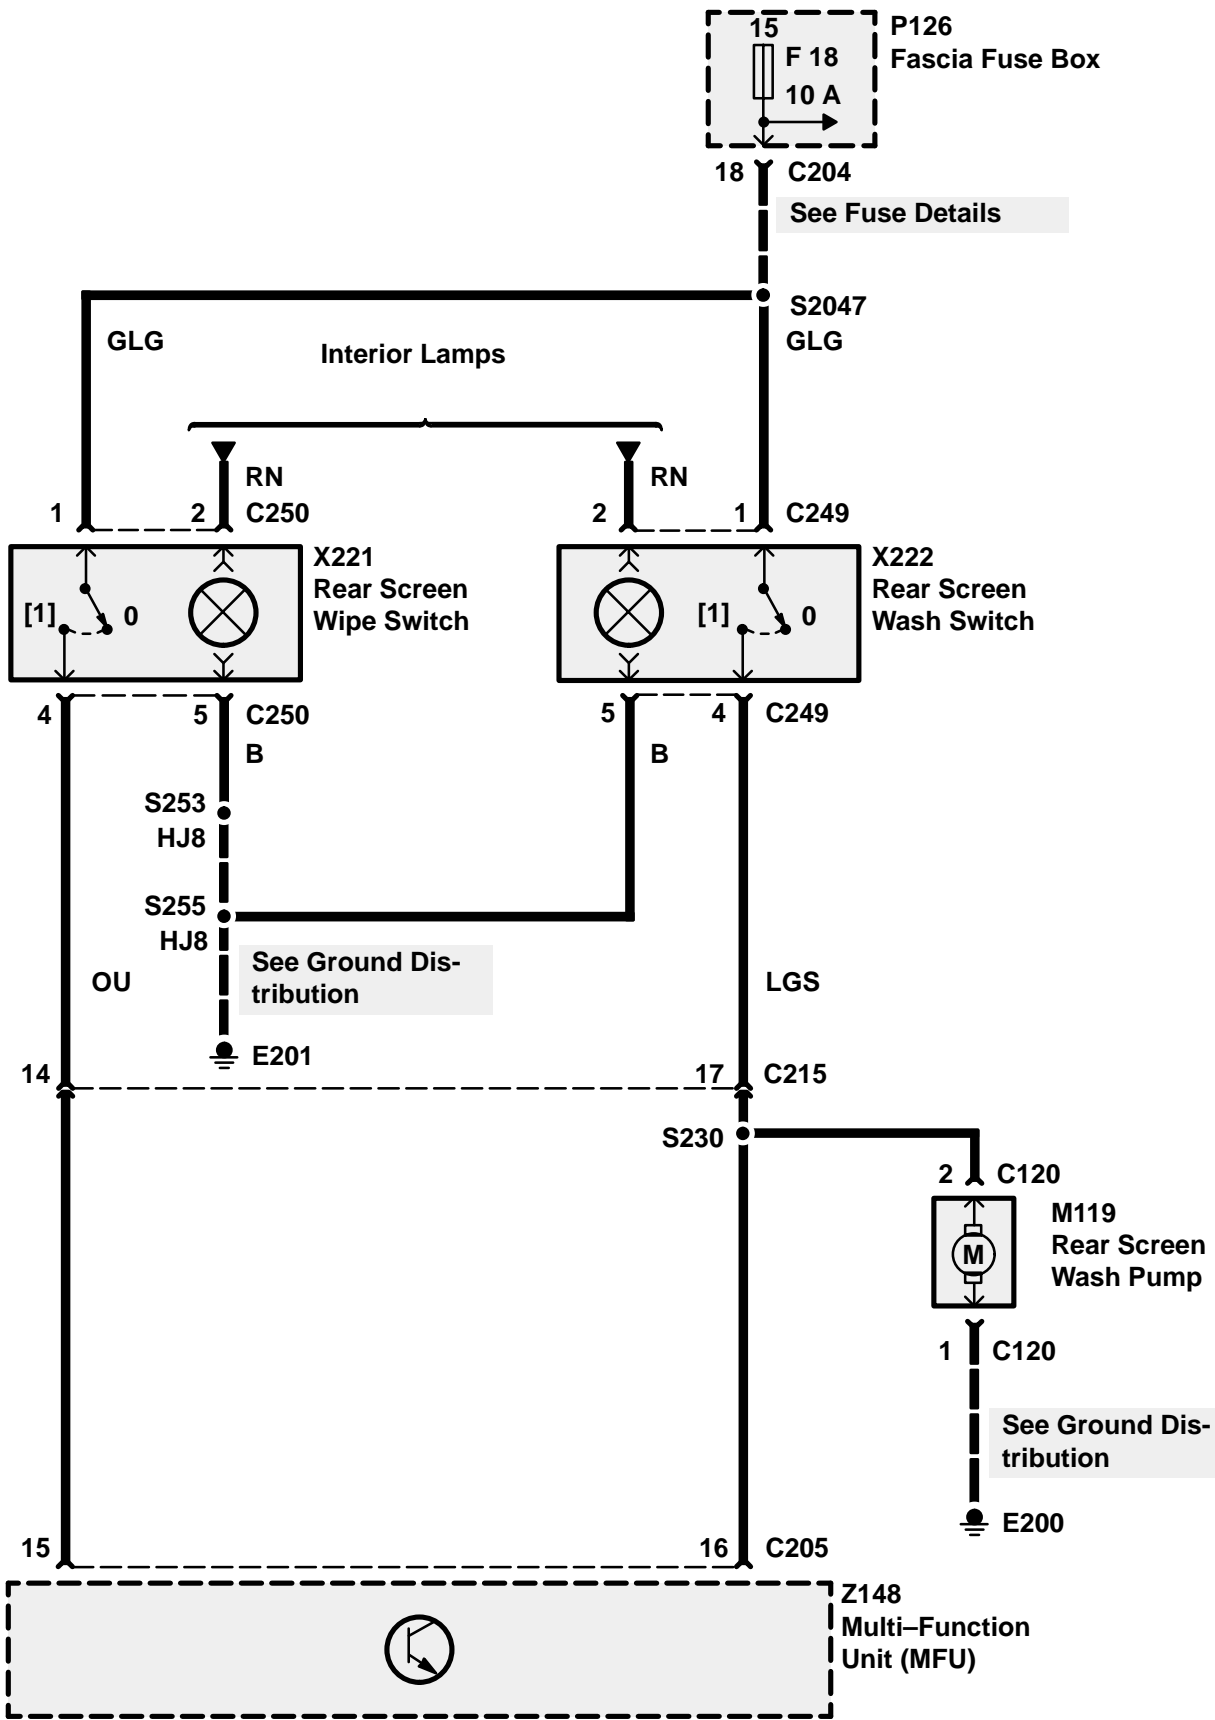 15
P126
F 18
Fascia Fuse Box
10 A
18
C204
See Fuse Details
S2047
GLG
GLG
Interior Lamps
RN
RN
1
2
C250
2
1
C249
X221
Rear Screen
Wipe Switch
[1]
0
X222
Rear Screen
Wash Switch
[1]
0
4
5
C250
5
4
C249
B
B
S253
HJ8
S255
HJ8
See Ground Dis-
tribution
OU
LGS
E201
14
17
C215
S230
2
C120
M119
Rear Screen
Wash Pump
M
1
C120
See Ground Dis-
tribution
E200
15
16
C205
Z148
Multi–Function
Unit (MFU)